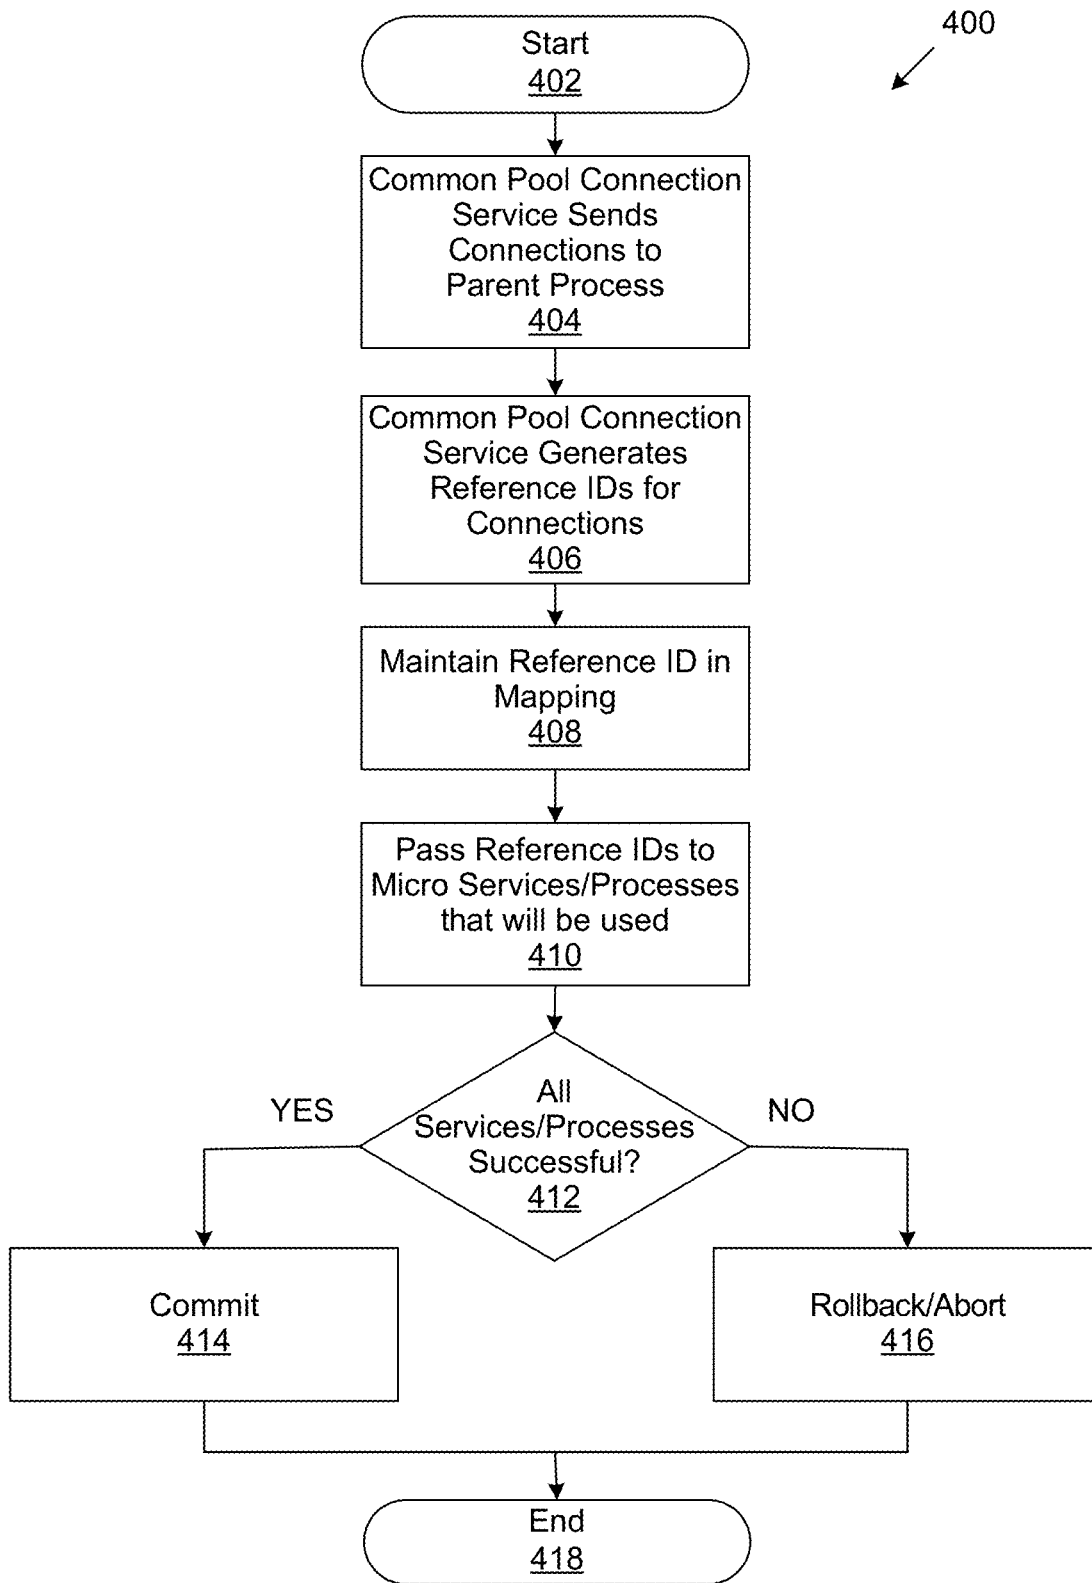 400
Start
402
Common Pool Connection
Service Sends
Connections to
Parent Process
404
Common Pool Connection
Service Generates
Reference IDs for
Connections
406
Maintain Reference ID in
Mapping
408
Pass Reference IDs to
Micro Services/Processes
that will be used
410
All
Services/Processes
Successful?
412
YES
NO
Commit
414
Rollback/Abort
416
End
418